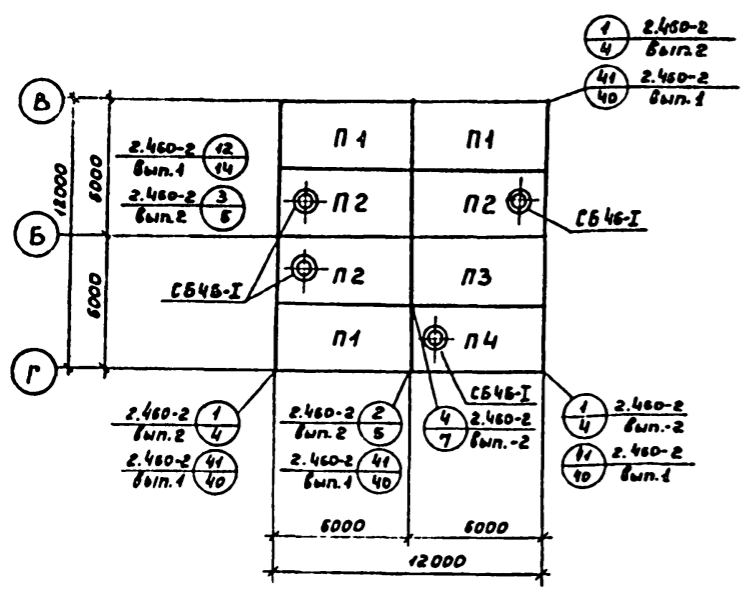 1 2.460-2
4 Вып.2
41 2.460-2
40 Вып.1
В
П1 П1
2.460-2 12
Вып.1 14
2.460-2 3
Вып.2 5
6000
12000
П2 П2
СБ4Б-I
Б
П2 П3
СБ4Б-I
6000
П1 П4
Г
СБ4Б-I
2.460-2 1
Вып.2 4
2.460-2 2
Вып.2 5
4 2.460-2
7 Вып.-2
1 2.460-2
4 Вып.-2
2.460-2 41
Вып.1 40
2.460-2 41
Вып.1 40
41 2.460-2
40 Вып.1
6000 6000
12000